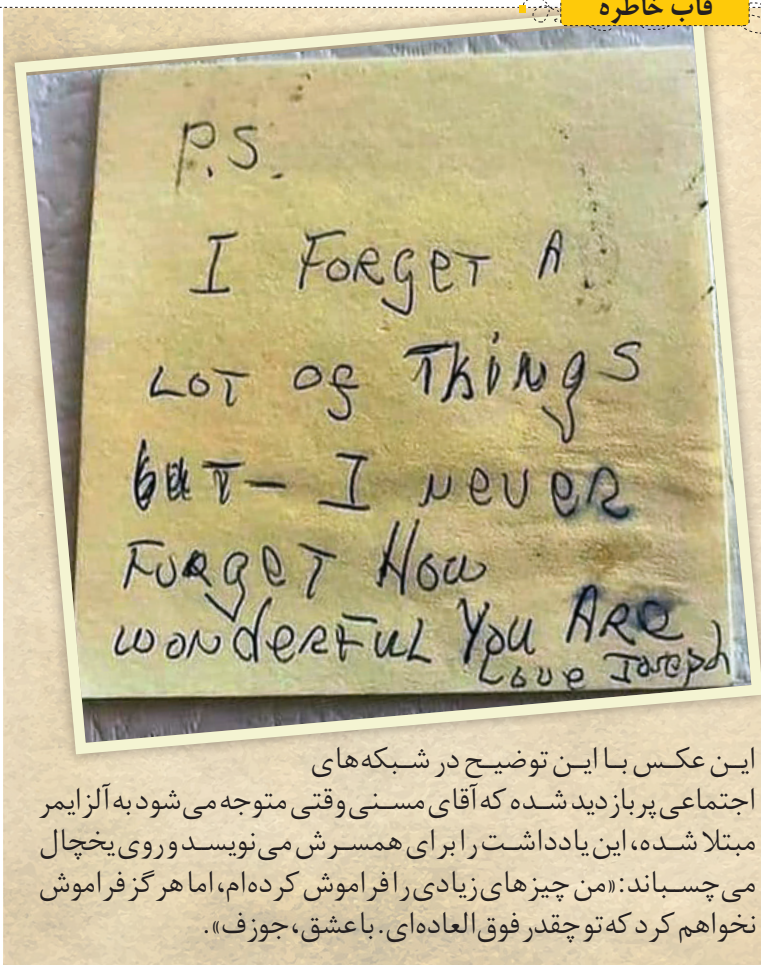 قاب خاطره
P.S.
I FORgeT A
LOT OF THiNgS
buT- I NeVeR
FORgeT How
woNdeRFUL You ARe
Love Joseph
این عکس با این توضیح در شبکه‌های
اجتماعی پربازدید شده که آقای مسنی وقتی متوجه می‌شود به آلزایمر
مبتلا شده، این یادداشت را برای همسرش می‌نویسد و روی یخچال
می‌چسباند: «من چیزهای زیادی را فراموش کرده‌ام، اما هرگز فراموش
نخواهم کرد که تو چقدر فوق‌العاده‌ای. با عشق، جوزف».